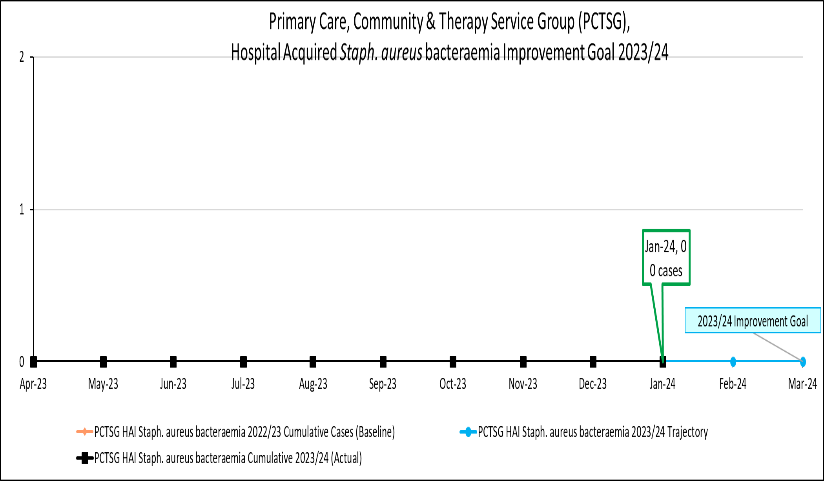 Primary Care, Community & Therapy Service Group (PCTSG),
Hospital Acquired Staph. aureus bacteraemia Improvement Goal 2023/24
2
1
0
Jan-24, 0
0 cases
2023/24 Improvement Goal
Apr-23 May-23 Jun-23 Jul-23 Aug-23 Sep-23 Oct-23 Nov-23 Dec-23 Jan-24 Feb-24 Mar-24
PCTSG HAI Staph. aureus bacteraemia 2022/23 Cumulative Cases (Baseline)
PCTSG HAI Staph. aureus bacteraemia 2023/24 Trajectory
PCTSG HAI Staph. aureus bacteraemia Cumulative 2023/24 (Actual)